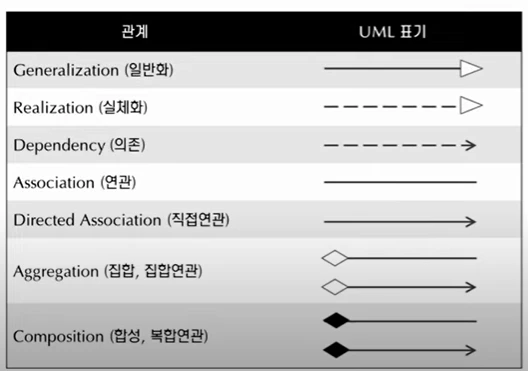 관계 UML 표기
Generalization (일반화)
Realization (실체화)
Dependency (의존)
Association (연관)
Directed Association (직접연관)
Aggregation (집합, 집합연관)
Composition (합성, 복합연관)